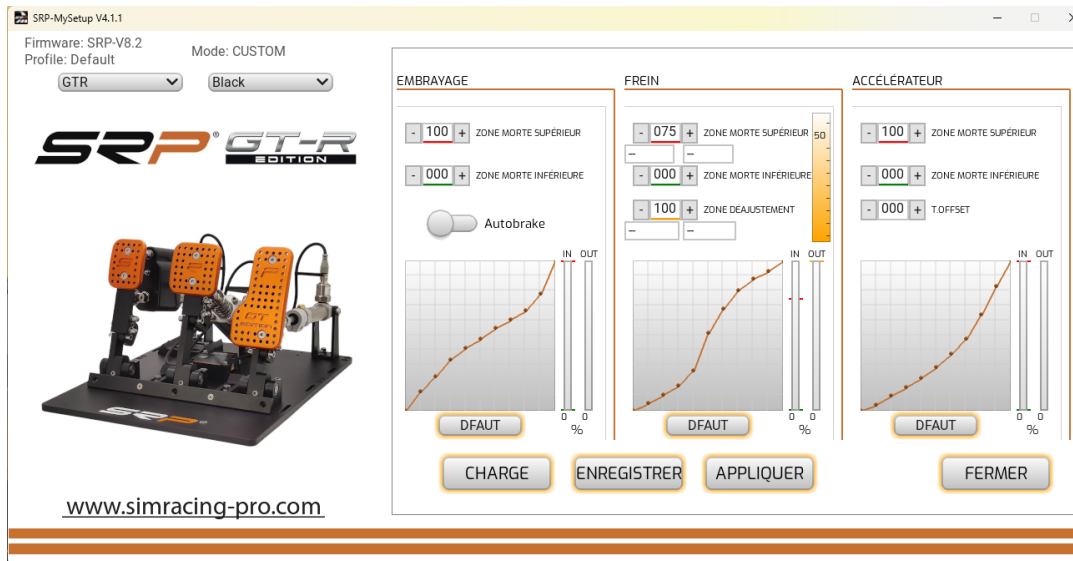 SRP-MySetup V4.1.1
Firmware: SRP-V8.2
Profile: Default
Mode: CUSTOM
GTR
Black
SRP® GT-R
EDITION
www.simracing-pro.com
EMBRAYAGE
- 100 + ZONE MORTE SUPÉRIEUR
- 000 + ZONE MORTE INFÉRIEURE
Autobrake
IN OUT
0 0
%
DFAUT
FREIN
- 075 + ZONE MORTE SUPÉRIEUR
50
-- --
- 000 + ZONE MORTE INFÉRIEURE
- 100 + ZONE DÉAJUSTEMENT
-- --
IN OUT
0 0
%
DFAUT
ACCÉLÉRATEUR
- 100 + ZONE MORTE SUPÉRIEUR
- 000 + ZONE MORTE INFÉRIEURE
- 000 + T.OFFSET
IN OUT
0 0
%
DFAUT
CHARGE
ENREGISTRER
APPLIQUER
FERMER